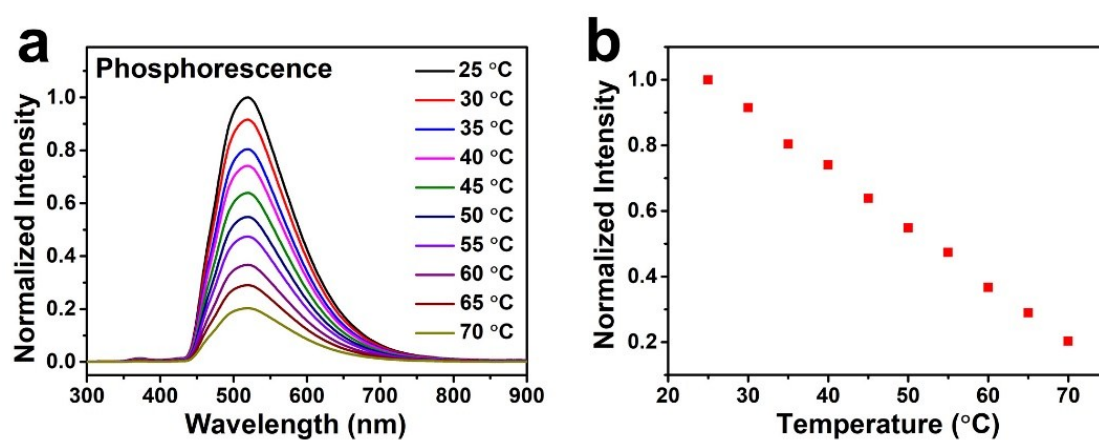 a
Phosphorescence
25 °C
30 °C
35 °C
40 °C
45 °C
50 °C
55 °C
60 °C
65 °C
70 °C
Normalized Intensity
1.0
0.8
0.6
0.4
0.2
0.0
300 400 500 600 700 800 900
Wavelength (nm)
b
Normalized Intensity
1.0
0.8
0.6
0.4
0.2
20 30 40 50 60 70
Temperature (°C)